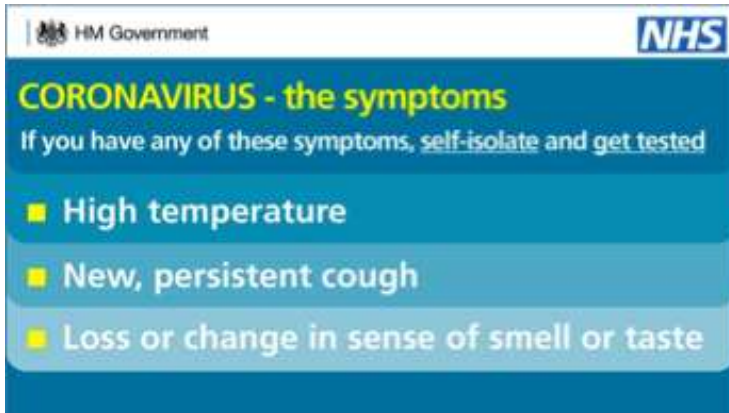 HM Government
NHS
CORONAVIRUS - the symptoms
If you have any of these symptoms, self-isolate and get tested
High temperature
New, persistent cough
Loss or change in sense of smell or taste